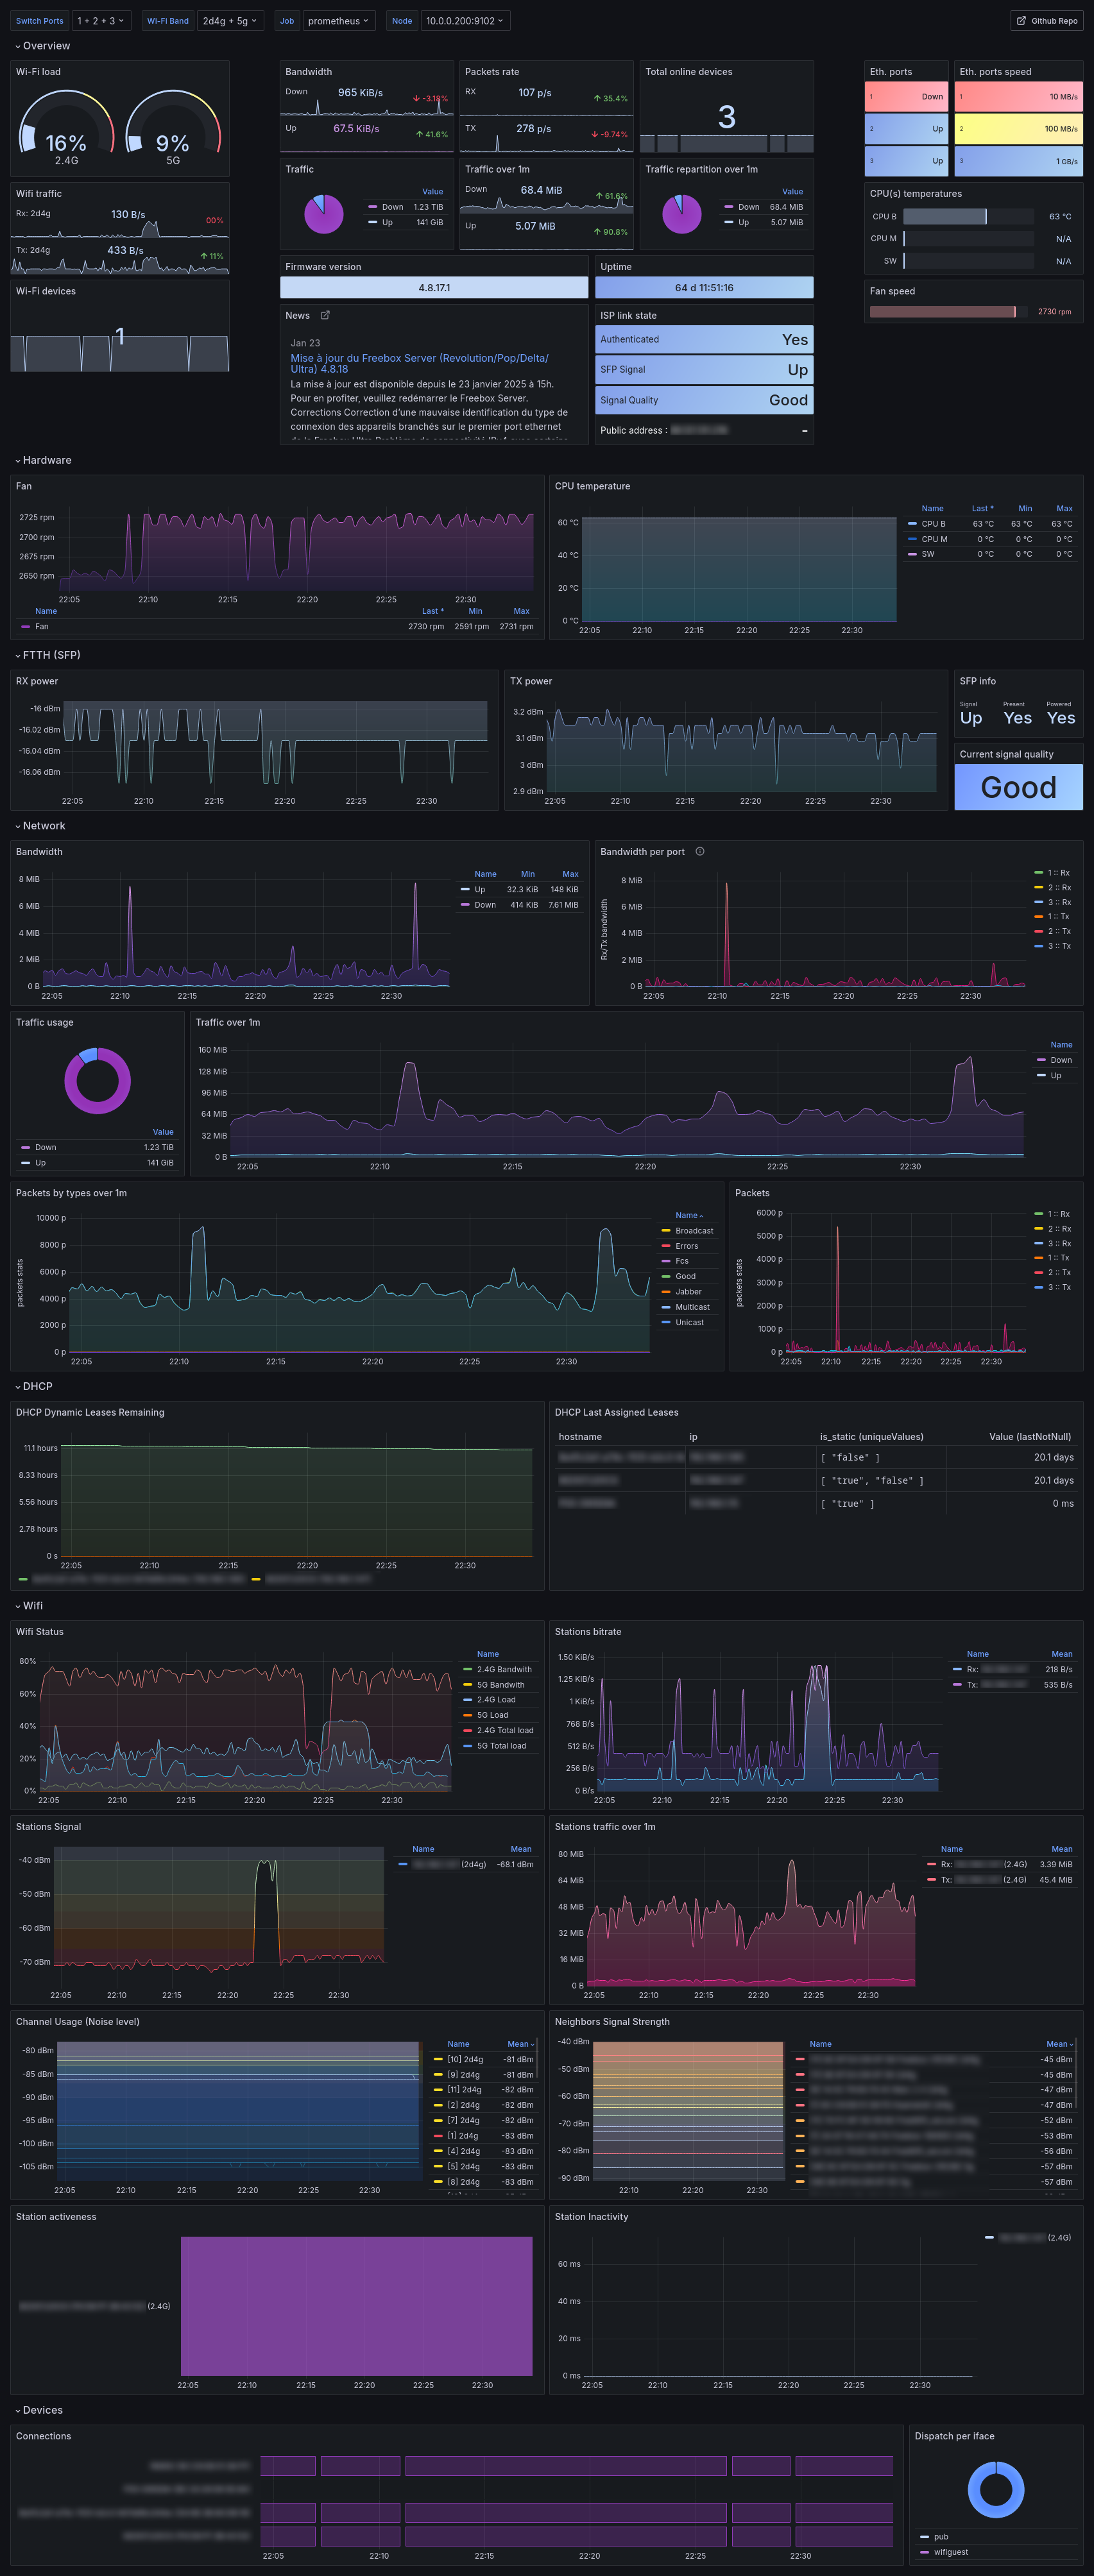 Switch Ports 1 + 2 + 3 Wi-Fi Band 2d4g + 5g Job prometheus Node 10.0.0.200:9102 Github Repo
Overview
Wi-Fi load
16%
2.4G
9%
5G
Wifi traffic
Rx: 2d4g 130 B/s 00%
Tx: 2d4g 433 B/s 11%
Wi-Fi devices
1
Bandwidth
Down 965 KiB/s -3.18%
Up 67.5 KiB/s 41.6%
Packets rate
RX 107 p/s 35.4%
TX 278 p/s -9.74%
Total online devices
3
Traffic
Value
Down 1.23 TiB
Up 141 GiB
Traffic over 1m
Down 68.4 MiB 61.6%
Up 5.07 MiB 90.8%
Traffic repartition over 1m
Value
Down 68.4 MiB
Up 5.07 MiB
Firmware version
4.8.17.1
Uptime
64 d 11:51:16
News
Jan 23
Mise à jour du Freebox Server (Revolution/Pop/Delta/
Ultra) 4.8.18
La mise à jour est disponible depuis le 23 janvier 2025 à 15h.
Pour en profiter, veuillez redémarrer le Freebox Server.
Corrections Correction d'une mauvaise identification du type de
connexion des appareils branchés sur le premier port ethernet
ISP link state
Authenticated Yes
SFP Signal Up
Signal Quality Good
Public address : -
Eth. ports
1 Down
2 Up
3 Up
Eth. ports speed
1 10 MB/s
2 100 MB/s
3 1 GB/s
CPU(s) temperatures
CPU B 63 °C
CPU M N/A
SW N/A
Fan speed
2730 rpm
Hardware
Fan
2725 rpm
2700 rpm
2675 rpm
2650 rpm
22:05 22:10 22:15 22:20 22:25 22:30
Name Last * Min Max
Fan 2730 rpm 2591 rpm 2731 rpm
CPU temperature
60 °C
40 °C
20 °C
0 °C
22:05 22:10 22:15 22:20 22:25 22:30
Name Last * Min Max
CPU B 63 °C 63 °C 63 °C
CPU M 0 °C 0 °C 0 °C
SW 0 °C 0 °C 0 °C
FTTH (SFP)
RX power
-16 dBm
-16.02 dBm
-16.04 dBm
-16.06 dBm
22:05 22:10 22:15 22:20 22:25 22:30
TX power
3.2 dBm
3.1 dBm
3 dBm
2.9 dBm
22:05 22:10 22:15 22:20 22:25 22:30
SFP info
Signal Present Powered
Up Yes Yes
Current signal quality
Good
Network
Bandwidth
8 MiB
6 MiB
4 MiB
2 MiB
0 B
22:05 22:10 22:15 22:20 22:25 22:30
Name Min Max
Up 32.3 KiB 148 KiB
Down 414 KiB 7.61 MiB
Bandwidth per port
Rx/Tx bandwidth
8 MiB
6 MiB
4 MiB
2 MiB
0 B
22:05 22:10 22:15 22:20 22:25 22:30
1 :: Rx
2 :: Rx
3 :: Rx
1 :: Tx
2 :: Tx
3 :: Tx
Traffic usage
Value
Down 1.23 TiB
Up 141 GiB
Traffic over 1m
160 MiB
128 MiB
96 MiB
64 MiB
32 MiB
0 B
22:05 22:10 22:15 22:20 22:25 22:30
Name
Down
Up
Packets by types over 1m
packets stats
10000 p
8000 p
6000 p
4000 p
2000 p
0 p
22:05 22:10 22:15 22:20 22:25 22:30
Name
Broadcast
Errors
Fcs
Good
Jabber
Multicast
Unicast
Packets
packets stats
6000 p
5000 p
4000 p
3000 p
2000 p
1000 p
0 p
22:05 22:10 22:15 22:20 22:25 22:30
1 :: Rx
2 :: Rx
3 :: Rx
1 :: Tx
2 :: Tx
3 :: Tx
DHCP
DHCP Dynamic Leases Remaining
11.1 hours
8.33 hours
5.56 hours
2.78 hours
0 s
22:05 22:10 22:15 22:20 22:25 22:30
DHCP Last Assigned Leases
hostname ip is_static (uniqueValues) Value (lastNotNull)
[ "false" ] 20.1 days
[ "true", "false" ] 20.1 days
[ "true" ] 0 ms
Wifi
Wifi Status
80%
60%
40%
20%
0%
22:05 22:10 22:15 22:20 22:25 22:30
Name
2.4G Bandwith
5G Bandwith
2.4G Load
5G Load
2.4G Total load
5G Total load
Stations bitrate
1.50 KiB/s
1.25 KiB/s
1 KiB/s
768 B/s
512 B/s
256 B/s
0 B/s
22:05 22:10 22:15 22:20 22:25 22:30
Name Mean
Rx: 218 B/s
Tx: 535 B/s
Stations Signal
-40 dBm
-50 dBm
-60 dBm
-70 dBm
22:05 22:10 22:15 22:20 22:25 22:30
Name Mean
(2d4g) -68.1 dBm
Stations traffic over 1m
80 MiB
64 MiB
48 MiB
32 MiB
16 MiB
0 B
22:05 22:10 22:15 22:20 22:25 22:30
Name Mean
Rx: (2.4G) 3.39 MiB
Tx: (2.4G) 45.4 MiB
Channel Usage (Noise level)
-80 dBm
-85 dBm
-90 dBm
-95 dBm
-100 dBm
-105 dBm
22:05 22:10 22:15 22:20 22:25 22:30
Name Mean
[10] 2d4g -81 dBm
[9] 2d4g -81 dBm
[11] 2d4g -82 dBm
[2] 2d4g -82 dBm
[7] 2d4g -82 dBm
[1] 2d4g -83 dBm
[4] 2d4g -83 dBm
[5] 2d4g -83 dBm
[8] 2d4g -83 dBm
Neighbors Signal Strength
-40 dBm
-50 dBm
-60 dBm
-70 dBm
-80 dBm
-90 dBm
22:10 22:20 22:30
Name Mean
-45 dBm
-45 dBm
-47 dBm
-47 dBm
-52 dBm
-53 dBm
-56 dBm
-57 dBm
-57 dBm
Station activeness
(2.4G)
22:05 22:10 22:15 22:20 22:25 22:30
Station Inactivity
60 ms
40 ms
20 ms
0 ms
22:05 22:10 22:15 22:20 22:25 22:30
(2.4G)
Devices
Connections
22:05 22:10 22:15 22:20 22:25 22:30
Dispatch per iface
pub
wifiguest